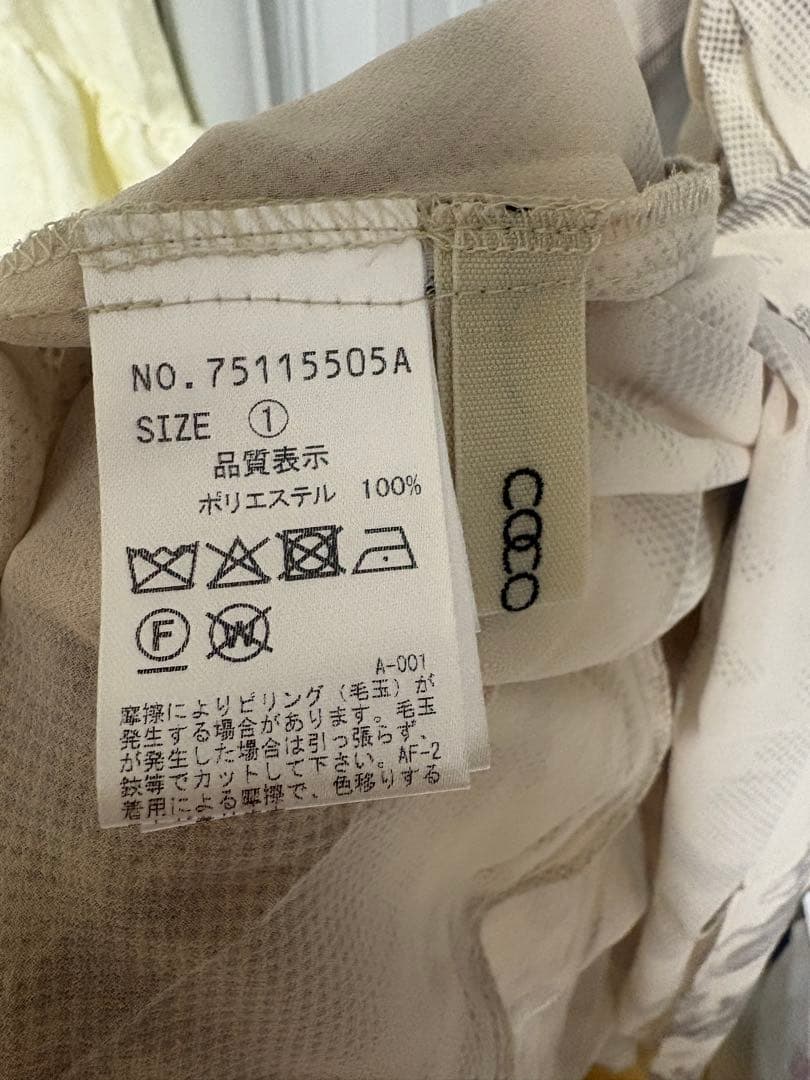 NO.75115505A
SIZE ①
品質表示
ポリエステル 100%
F
W
A-001
摩擦によりピリング(毛玉)が
発生する場合があります。毛玉
が発生した場合は引っ張らず、
鋏等でカットして下さい。AF-2
着用による摩擦で、色移りする